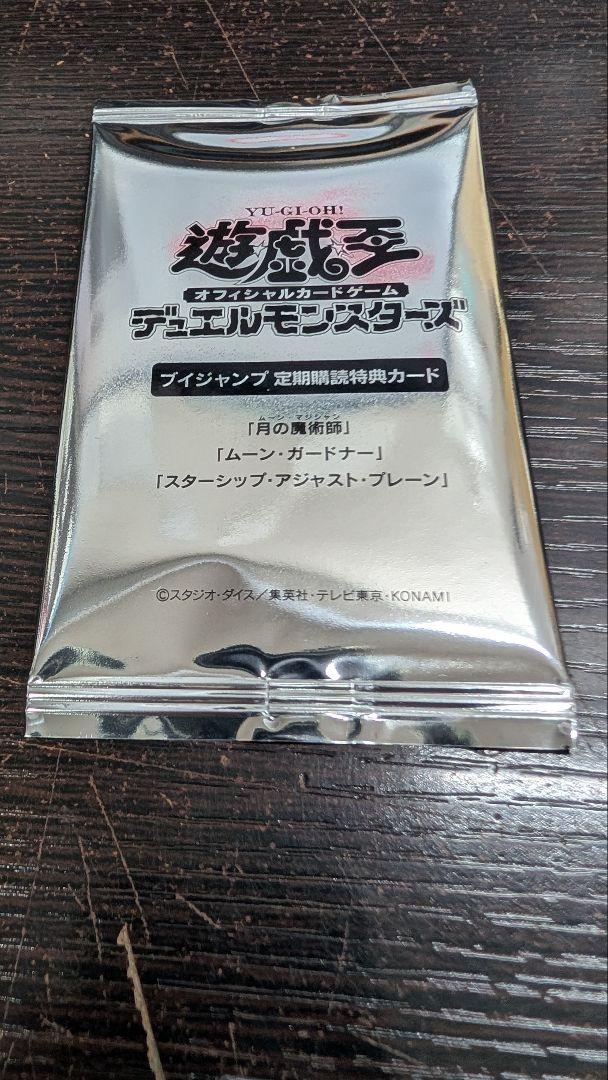 YU-GI-OH!
遊☆戯☆王
オフィシャルカードゲーム
デュエルモンスターズ
ブイジャンプ 定期購読特典カード
ムーン マジシャン
「月の魔術師」
「ムーン・ガードナー」
「スターシップ・アジャスト・プレーン」
©スタジオ・ダイス／集英社・テレビ東京・KONAMI